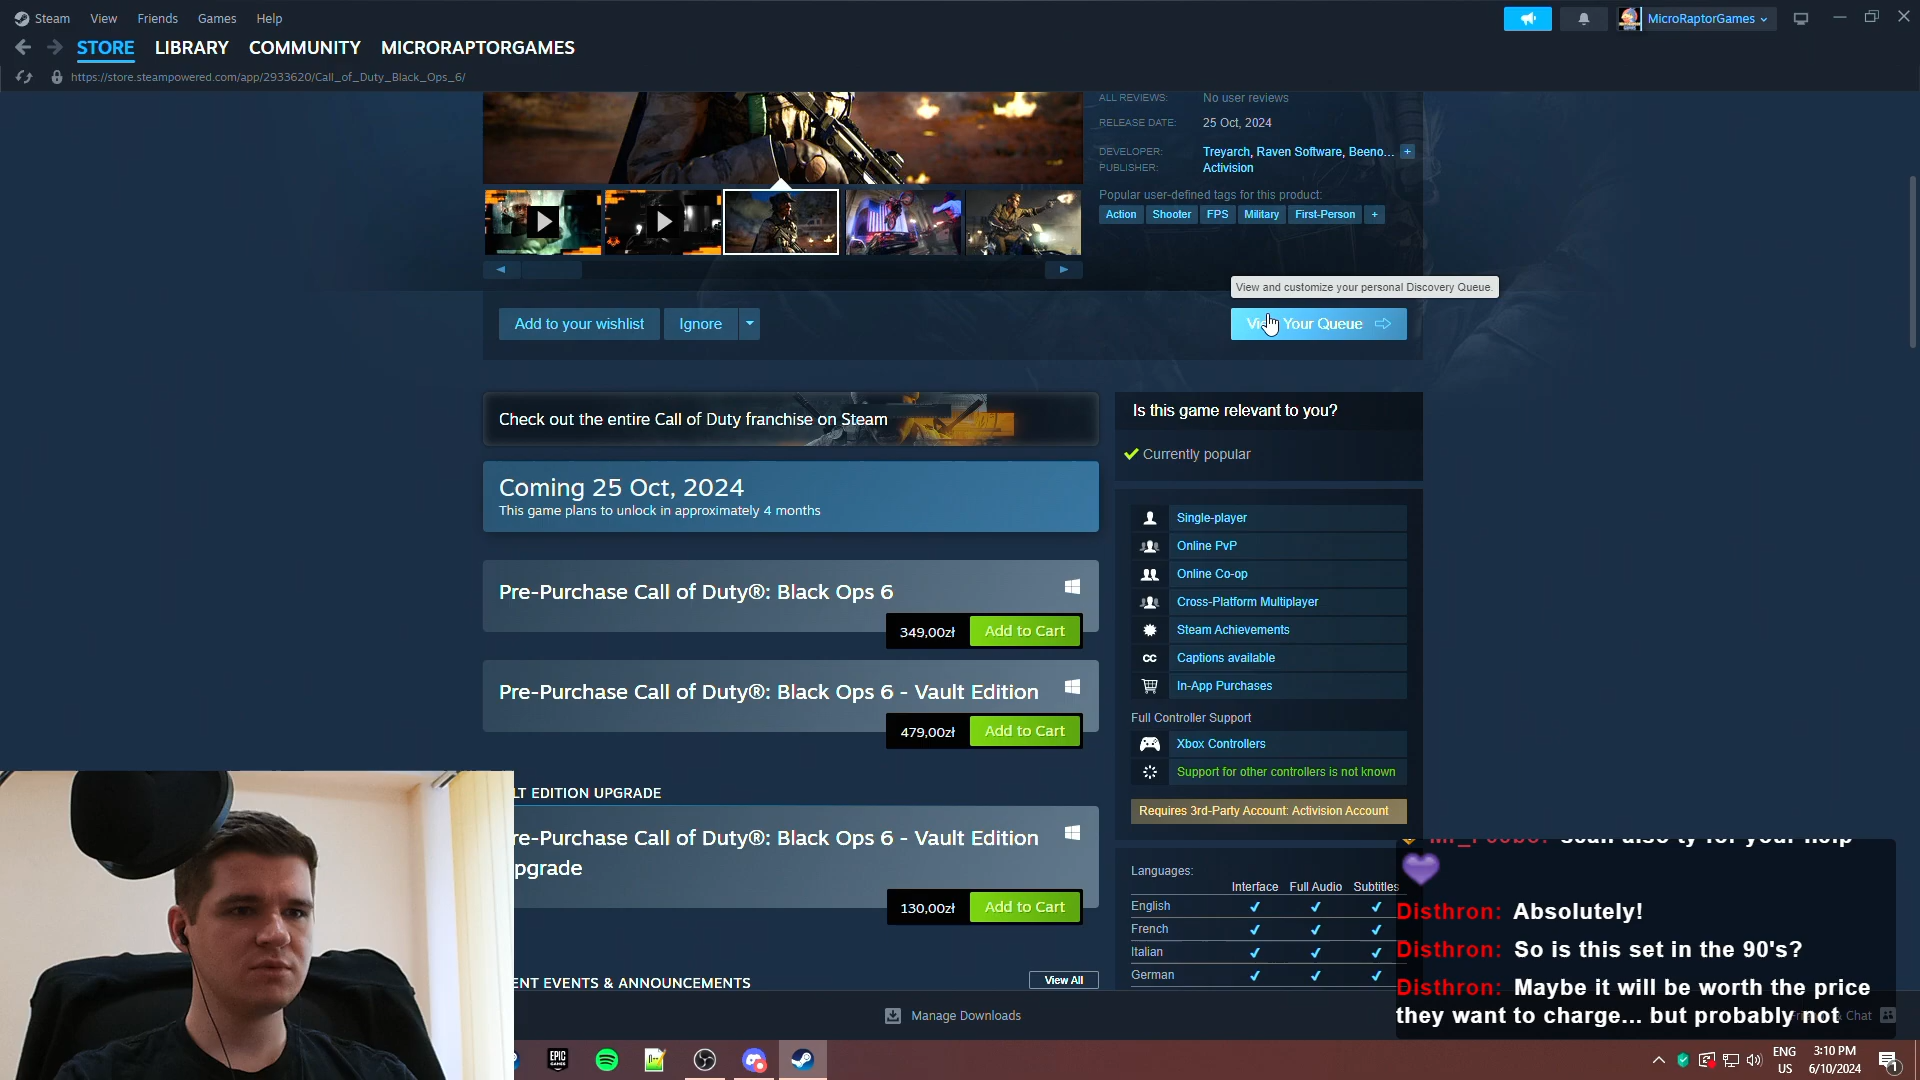 Steam View Friends Games Help
MicroRaptorGames
STORE LIBRARY COMMUNITY MICRORAPTORGAMES
https://store.steampowered.com/app/2933620/Call_of_Duty_Black_Ops_6/
ALL REVIEWS: No user reviews
RELEASE DATE: 25 Oct, 2024
DEVELOPER: Treyarch, Raven Software, Beeno... +
PUBLISHER: Activision
Popular user-defined tags for this product:
Action Shooter FPS Military First-Person +
View and customize your personal Discovery Queue.
Add to your wishlist Ignore
Your Queue
Check out the entire Call of Duty franchise on Steam
Coming 25 Oct, 2024
This game plans to unlock in approximately 4 months
Pre-Purchase Call of Duty®: Black Ops 6
349,00zł Add to Cart
Pre-Purchase Call of Duty®: Black Ops 6 - Vault Edition
479,00zł Add to Cart
LT EDITION UPGRADE
re-Purchase Call of Duty®: Black Ops 6 - Vault Edition
pgrade
130,00zł Add to Cart
ENT EVENTS & ANNOUNCEMENTS View All
Is this game relevant to you?
Currently popular
Single-player
Online PvP
Online Co-op
Cross-Platform Multiplayer
Steam Achievements
CC Captions available
In-App Purchases
Full Controller Support
Xbox Controllers
Support for other controllers is not known
Requires 3rd-Party Account: Activision Account
Languages:
Interface Full Audio Subtitles
English
French
Italian
German
Disthron: Absolutely!
Disthron: So is this set in the 90's?
Disthron: Maybe it will be worth the price
they want to charge... but probably not
Manage Downloads
Chat
EPIC GAMES
ENG
US
3:10 PM
6/10/2024
1